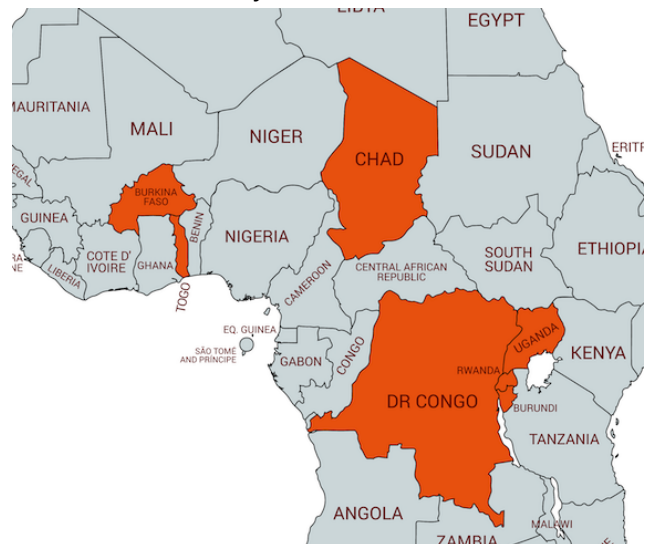 LIBYA
EGYPT
MAURITANIA
MALI
NIGER
CHAD
SUDAN
ERITR
BURKINA
FASO
GUINEA
BENIN
NIGERIA
COTE D'
IVOIRE
GHANA
LIBERIA
TOGO
CAMEROON
CENTRAL AFRICAN
REPUBLIC
SOUTH
SUDAN
ETHIOPIA
EQ. GUINEA
SÃO TOMÉ
AND PRÍNCIPE
GABON
CONGO
UGANDA
KENYA
RWANDA
DR CONGO
BURUNDI
TANZANIA
ANGOLA
ZAMBIA
MALAWI